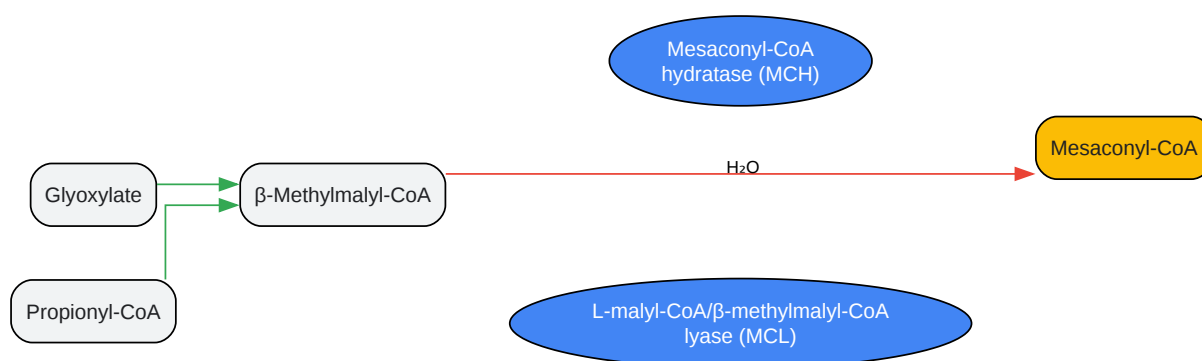 Mesaconyl-CoA
hydratase (MCH)
Mesaconyl-CoA
H₂O
Glyoxylate
β-Methylmalyl-CoA
Propionyl-CoA
L-malyl-CoA/β-methylmalyl-CoA
lyase (MCL)